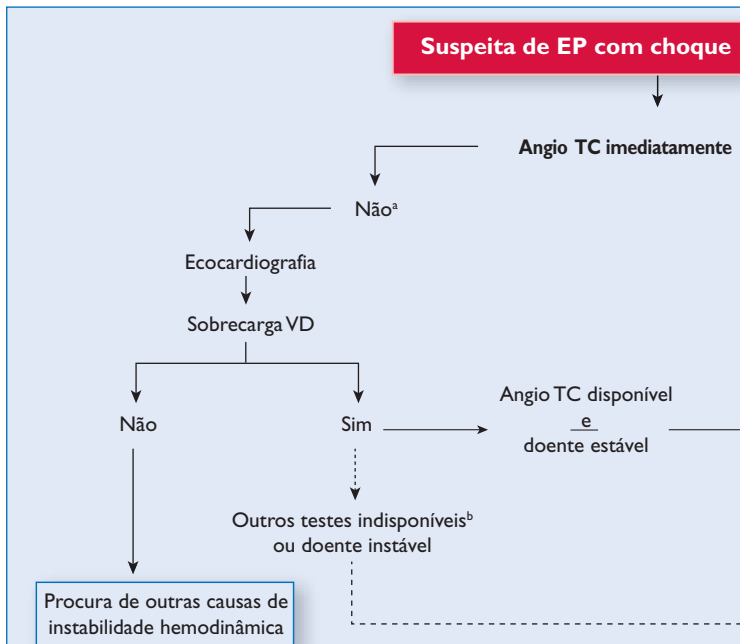 Suspeita de EP com choque
Angio TC imediatamente
Nãoᵃ
Ecocardiografia
Sobrecarga VD
Não
Sim
Angio TC disponível
e
doente estável
Outros testes indisponíveisᵇ
ou doente instável
Procura de outras causas de
instabilidade hemodinâmica